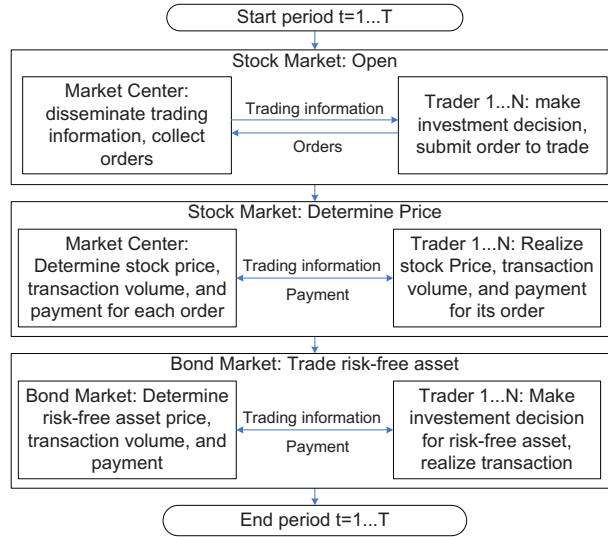 Start period t=1...T
Stock Market: Open
Market Center:
disseminate trading
information, collect
orders
Trading information
Orders
Trader 1...N: make
investment decision,
submit order to trade
Stock Market: Determine Price
Market Center:
Determine stock price,
transaction volume, and
payment for each order
Trading information
Payment
Trader 1...N: Realize
stock Price, transaction
volume, and payment
for its order
Bond Market: Trade risk-free asset
Bond Market: Determine
risk-free asset price,
transaction volume, and
payment
Trading information
Payment
Trader 1...N: Make
investement decision
for risk-free asset,
realize transaction
End period t=1...T